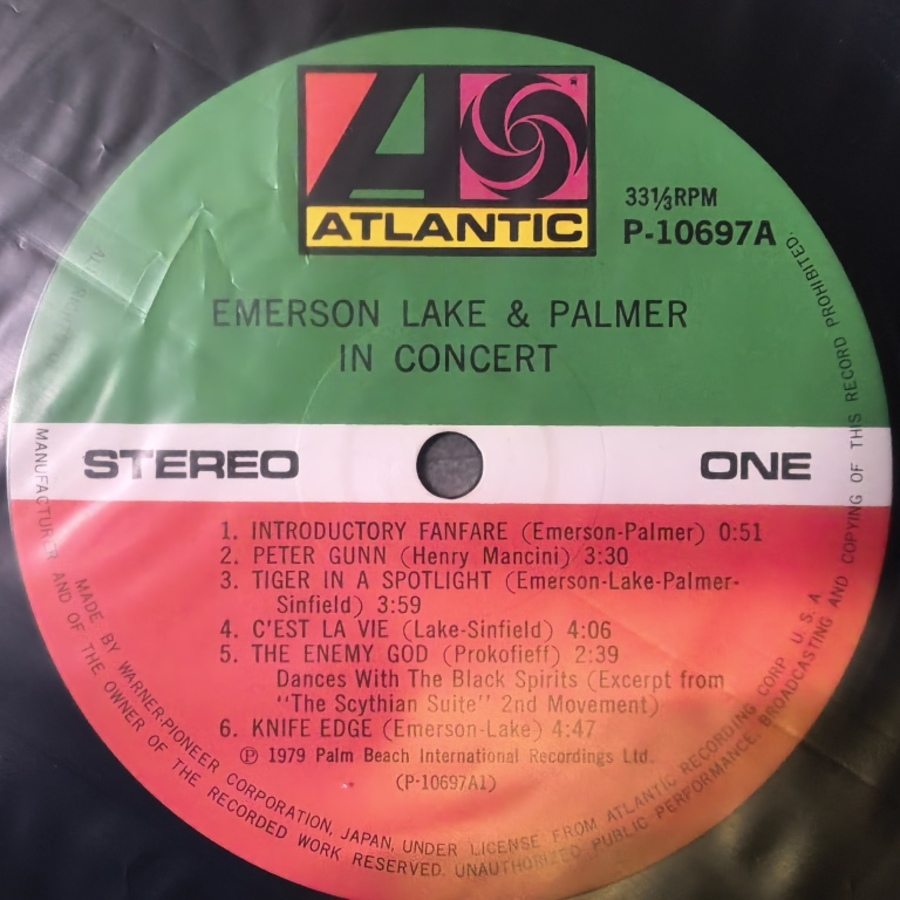 ATLANTIC
33⅓RPM
P-10697A
EMERSON LAKE & PALMER
IN CONCERT
STEREO
ONE
1. INTRODUCTORY FANFARE (Emerson-Palmer) 0:51
2. PETER GUNN (Henry Mancini) 3:30
3. TIGER IN A SPOTLIGHT (Emerson-Lake-Palmer-
Sinfield) 3:59
4. C'EST LA VIE (Lake-Sinfield) 4:06
5. THE ENEMY GOD (Prokofieff) 2:39
Dances With The Black Spirits (Excerpt from
"The Scythian Suite" 2nd Movement)
6. KNIFE EDGE (Emerson-Lake) 4:47
Ⓟ 1979 Palm Beach International Recordings Ltd.
(P-10697A1)
MADE BY WARNER-PIONEER CORPORATION, JAPAN, UNDER LICENSE FROM ATLANTIC RECORDING CORP. U. S. A
MANUFACTURER AND OF THE OWNER OF THE RECORDED WORK RESERVED. UNAUTHORIZED PUBLIC PERFORMANCE, BROADCASTING AND COPYING OF THIS RECORD PROHIBITED.